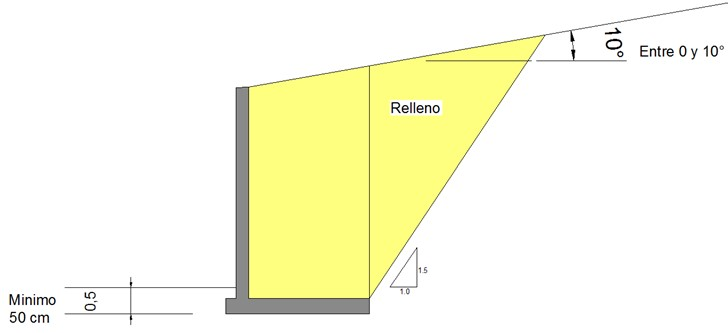 10°
Entre 0 y 10°
Relleno
1.5
1.0
Minimo
50 cm
0,5